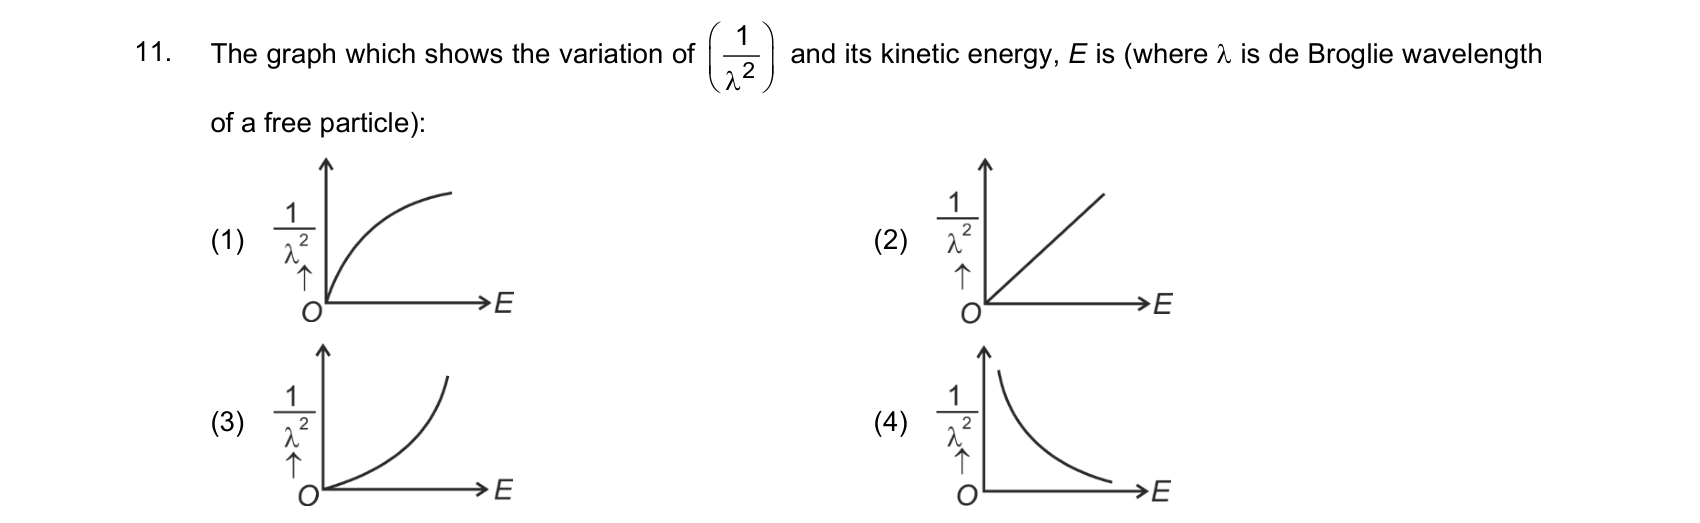 11. The graph which shows the variation of (1/λ²) and its kinetic energy, E is (where λ is de Broglie wavelength
of a free particle):
(1) 1/λ² ↑ O E
(2) 1/λ² ↑ O E
(3) 1/λ² ↑ O E
(4) 1/λ² ↑ O E